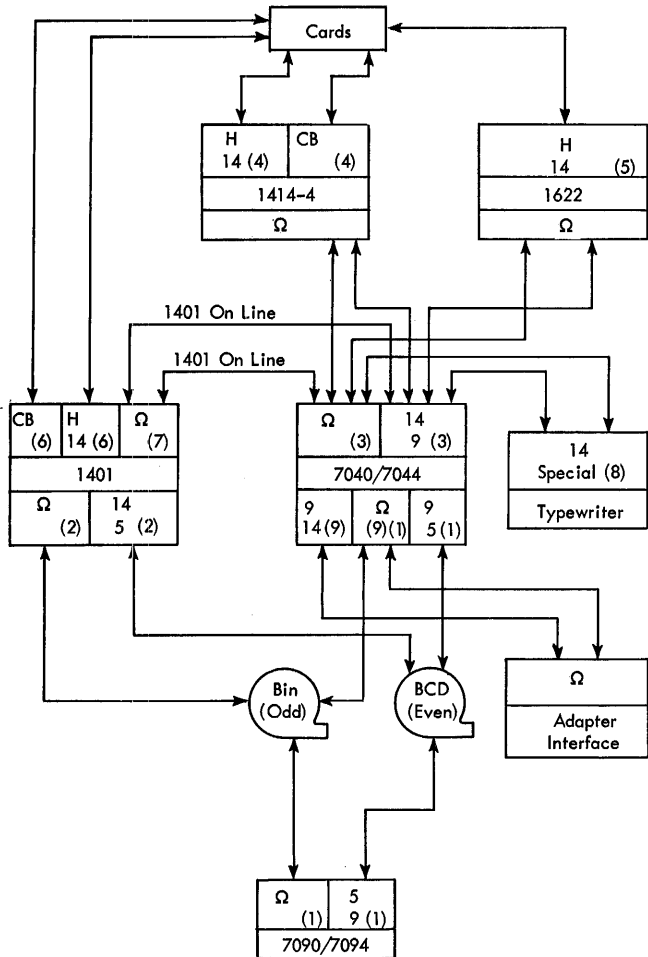 Cards
H
14 (4)
CB
(4)
1414-4
Ω
H
14 (5)
1622
Ω
1401 On Line
1401 On Line
CB
(6)
H
14 (6)
Ω
(7)
1401
Ω
(2)
14
5 (2)
Ω
(3)
14
9 (3)
7040/7044
9
14(9)
Ω
(9)(1)
9
5(1)
14
Special (8)
Typewriter
Ω
Adapter
Interface
Bin
(Odd)
BCD
(Even)
Ω
(1)
5
9 (1)
7090/7094